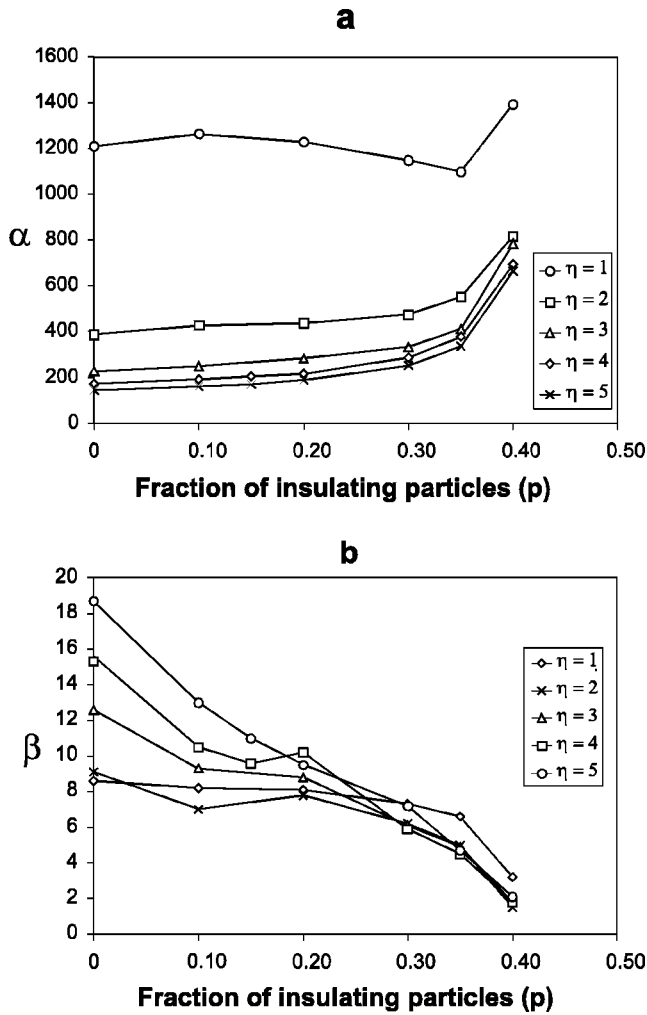 a
1600
1400
1200
1000
800
600
400
200
0
α
η = 1
η = 2
η = 3
η = 4
η = 5
0 0.10 0.20 0.30 0.40 0.50
Fraction of insulating particles (p)
b
20
18
16
14
12
10
8
6
4
2
0
β
η = 1
η = 2
η = 3
η = 4
η = 5
0 0.10 0.20 0.30 0.40 0.50
Fraction of insulating particles (p)